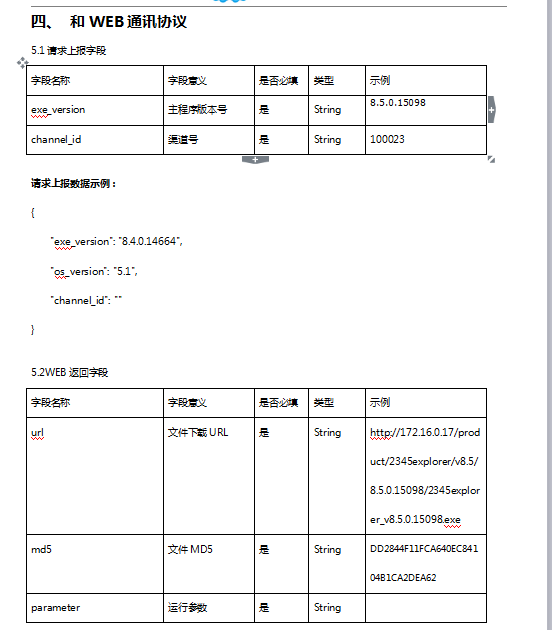 四、 和 WEB 通讯协议
5.1 请求上报字段
字段名称 字段意义 是否必填 类型 示例
exe_version 主程序版本号 是 String 8.5.0.15098
channel_id 渠道号 是 String 100023
请求上报数据示例：
{
"exe_version": "8.4.0.14664",
"os_version": "5.1",
"channel_id": ""
}
5.2WEB 返回字段
字段名称 字段意义 是否必填 类型 示例
url 文件下载 URL 是 String http://172.16.0.17/prod
uct/2345explorer/v8.5/
8.5.0.15098/2345explor
er_v8.5.0.15098.exe
md5 文件 MD5 是 String DD2844F11FCA640EC841
04B1CA2DEA62
parameter 运行参数 是 String